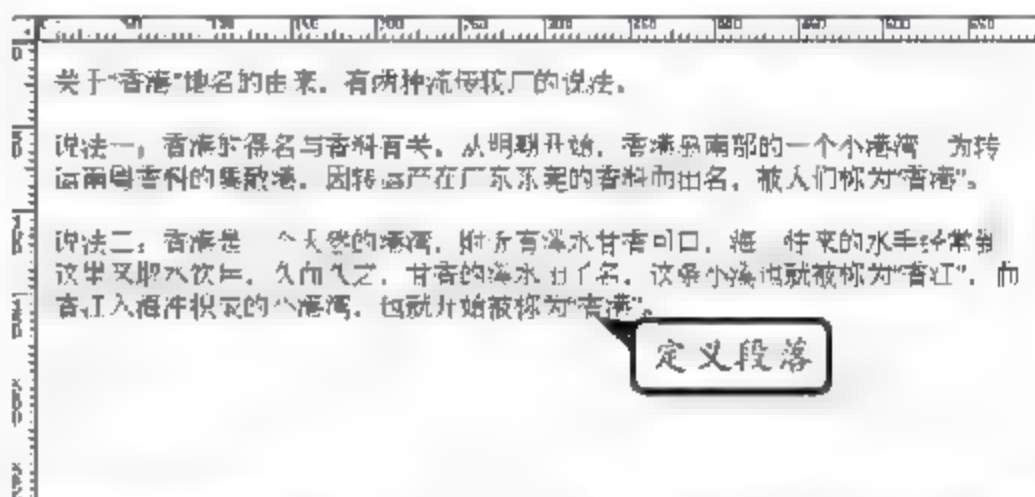 关于“香港”地名的由来,有两种流传较广的说法。
说法一:香港的得名与香料有关。从明朝开始,香港岛南部的一个小港湾 为转
运南粤香料的集散港,因转运产在广东东莞的香料而出名,被人们称为“香港”。
说法二:香港是 一个天然的港湾,附近有溪水甘香可口,海 往来的水手经常到
这里来取水饮用,久而久之,甘香的溪水出了名,这条小溪也就被称为“香江”,而
香江入海冲积成的小港湾,也就开始被称为“香港”。
定义段落